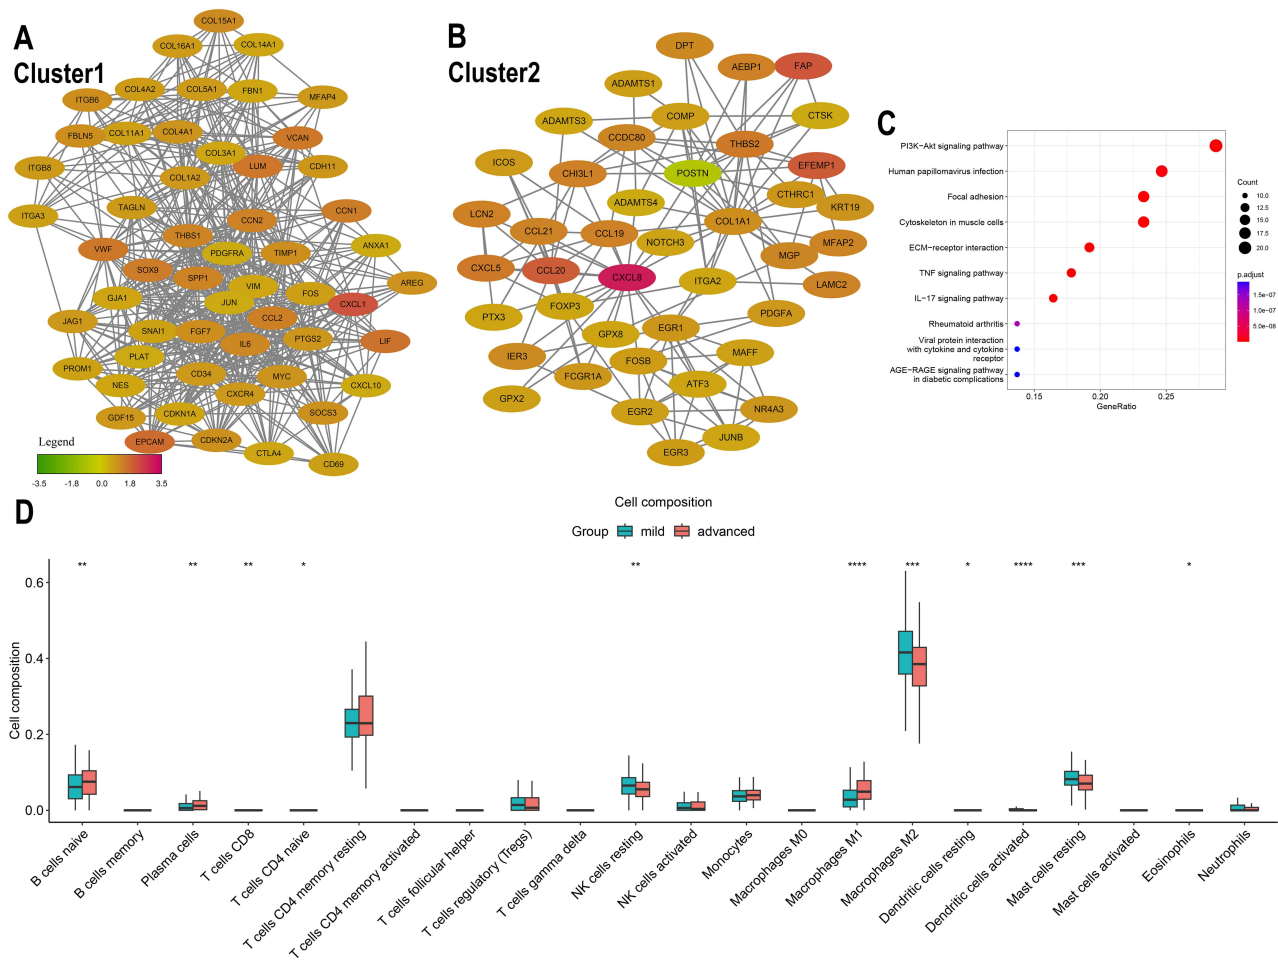 A
Cluster1
COL15A1
COL16A1
COL14A1
COL4A2
COL5A1
FBN1
ITGB6
MFAP4
FBLN5
COL11A1
COL4A1
VCAN
COL3A1
ITGB8
LUM
CDH11
COL1A2
ITGA3
TAGLN
CCN2
CCN1
THBS1
VWF
PDGFRA
TIMP1
ANXA1
SOX9
SPP1
VIM
AREG
GJA1
JUN
FOS
CXCL1
JAG1
SNAI1
FGF7
CCL2
IL6
PTGS2
LIF
PLAT
PROM1
CD34
MYC
NES
CXCR4
CXCL10
GDF15
CDKN1A
SOCS3
EPCAM
CDKN2A
CTLA4
CD69
Legend
-3.5 -1.8 0.0 1.8 3.5
B
Cluster2
DPT
AEBP1
FAP
ADAMTS1
ADAMTS3
COMP
CTSK
CCDC80
THBS2
ICOS
CHI3L1
POSTN
EFEMP1
CTHRC1
ADAMTS4
KRT19
LCN2
COL1A1
CCL21
CCL19
NOTCH3
MFAP2
MGP
CXCL5
CCL20
CXCL8
ITGA2
LAMC2
PTX3
FOXP3
PDGFA
GPX8
EGR1
IER3
FOSB
MAFF
FCGR1A
ATF3
GPX2
EGR2
NR4A3
JUNB
EGR3
C
PI3K−Akt signaling pathway
Human papillomavirus infection
Focal adhesion
Cytoskeleton in muscle cells
ECM−receptor interaction
TNF signaling pathway
IL−17 signaling pathway
Rheumatoid arthritis
Viral protein interaction
with cytokine and cytokine
receptor
AGE−RAGE signaling pathway
in diabetic complications
0.15 0.20 0.25
GeneRatio
Count
10.0
12.5
15.0
17.5
20.0
p.adjust
1.5e−07
1.0e−07
5.0e−08
D
Cell composition
Group mild advanced
** ** ** * ** **** *** * **** *** *
Cell composition
0.6
0.4
0.2
0.0
B cells naive
B cells memory
Plasma cells
T cells CD8
T cells CD4 naive
T cells CD4 memory resting
T cells CD4 memory activated
T cells follicular helper
T cells regulatory (Tregs)
T cells gamma delta
NK cells resting
NK cells activated
Monocytes
Macrophages M0
Macrophages M1
Macrophages M2
Dendritic cells resting
Dendritic cells activated
Mast cells resting
Mast cells activated
Eosinophils
Neutrophils